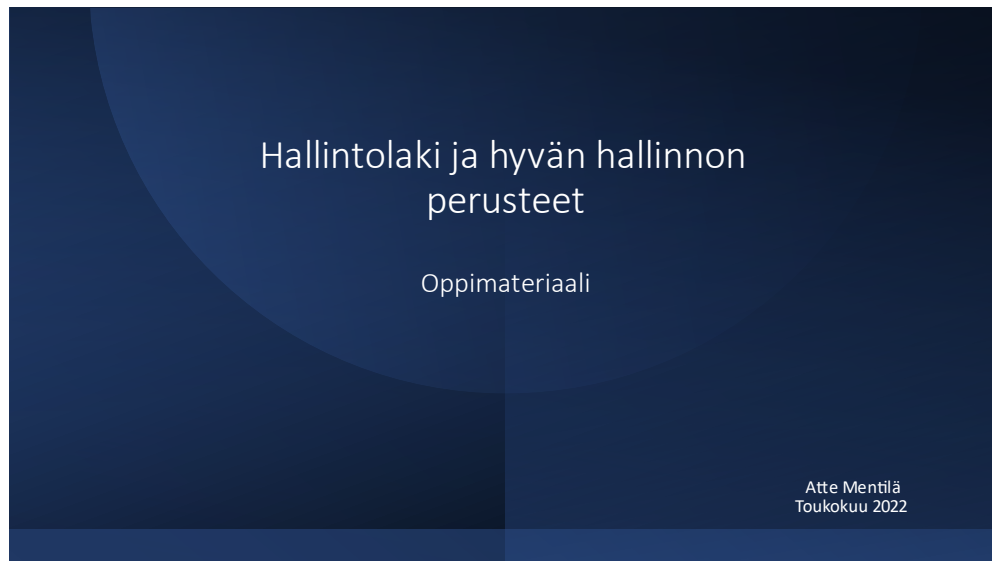 Hallintolaki ja hyvän hallinnon
perusteet
Oppimateriaali
Atte Mentilä
Toukokuu 2022